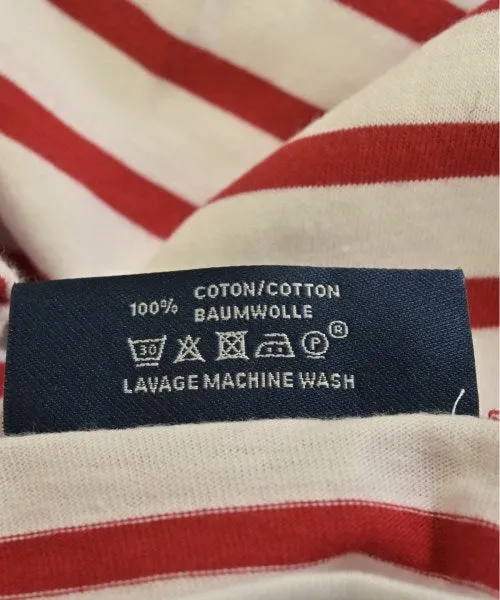 100% COTON/COTTON
BAUMWOLLE
30 P ®
LAVAGE MACHINE WASH